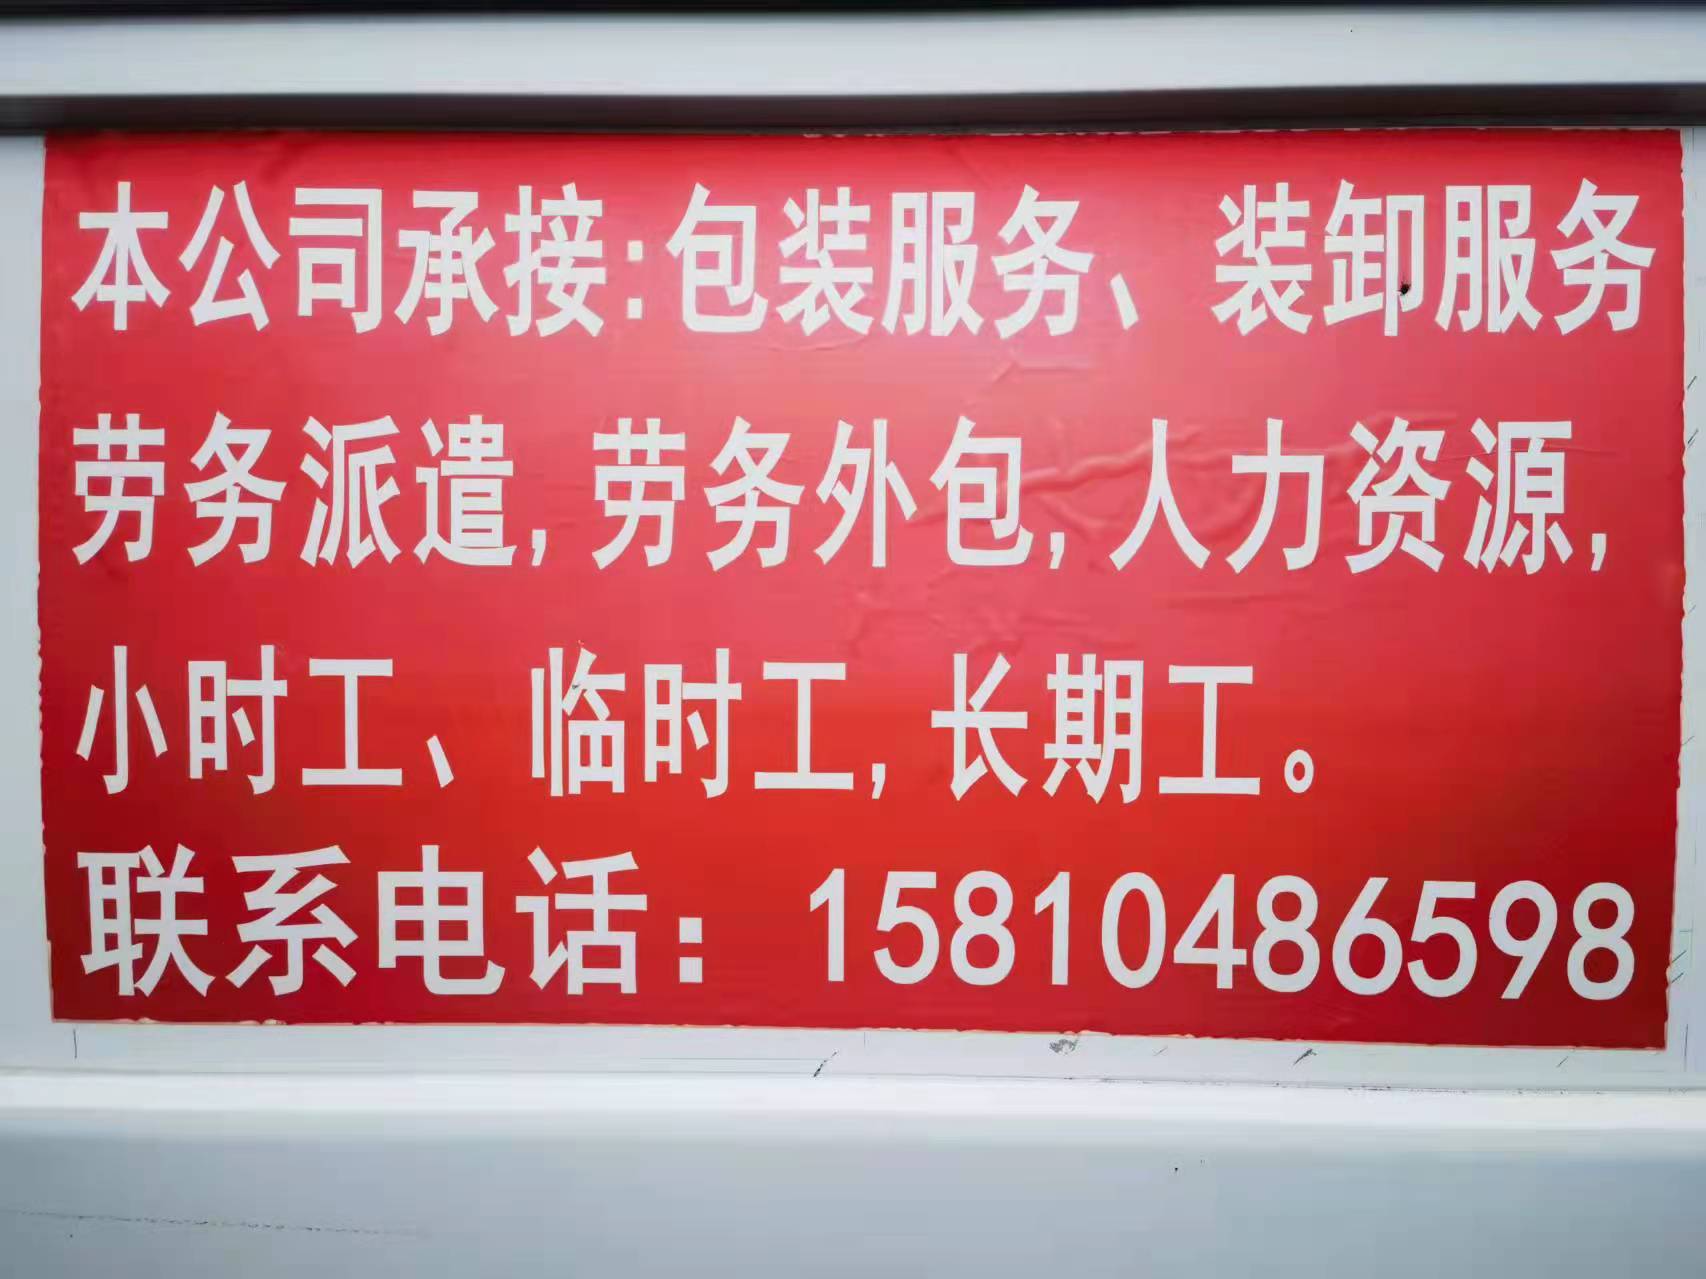 本公司承接:包装服务、装卸服务
劳务派遣,劳务外包,人力资源,
小时工、临时工,长期工。
联系电话：15810486598